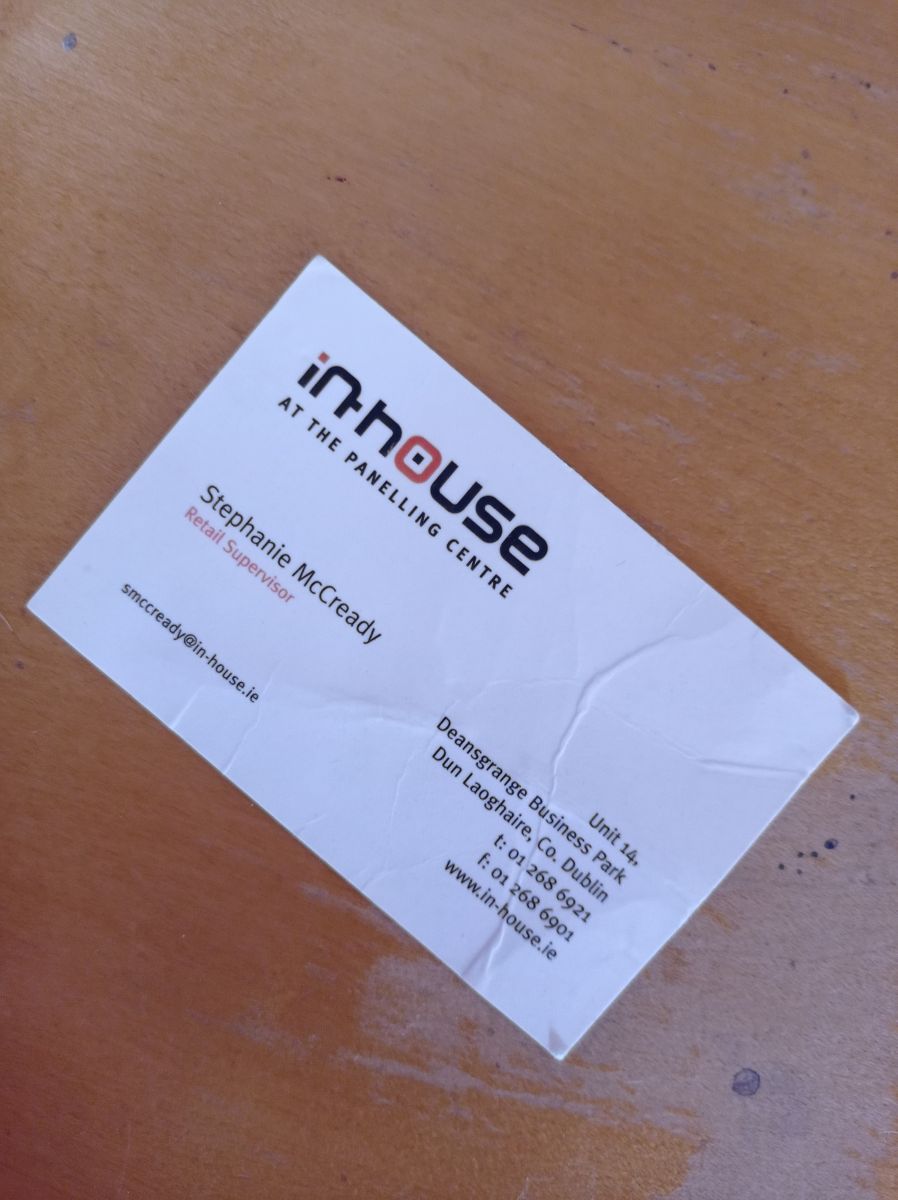 in-house
AT THE PANELLING CENTRE
Stephanie McCready
Retail Supervisor
smccready@in-house.ie
Unit 14,
Deansgrange Business Park
Dun Laoghaire, Co. Dublin
t: 01 268 6921
f: 01 268 6901
www.in-house.ie